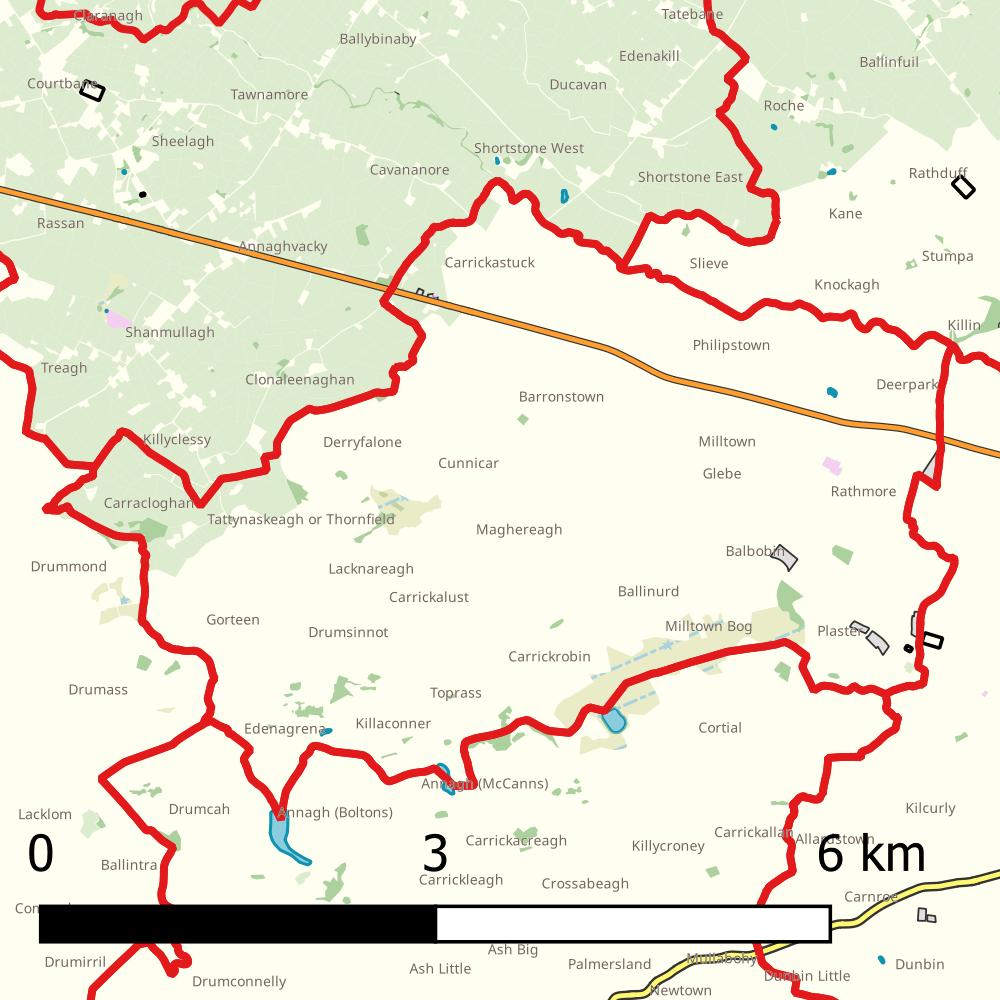 Claranagh
Tatebane
Ballybinaby
Edenakill
Ballinfuil
Courtbane
Ducavan
Tawnamore
Roche
Sheelagh
Shortstone West
Cavananore
Shortstone East
Rathduff
Kane
Rassan
Annaghvacky
Stumpa
Carrickastuck
Slieve
Knockagh
Shanmullagh
Killin
Philipstown
Treagh
Clonaleenaghan
Deerpark
Barronstown
Killyclessy
Derryfalone
Milltown
Cunnicar
Glebe
Rathmore
Carracloghan
Tattynaskeagh or Thornfield
Maghereagh
Balbobin
Drummond
Lacknareagh
Ballinurd
Carrickalust
Gorteen
Milltown Bog
Drumsinnot
Plaster
Carrickrobin
Drumass
Toprass
Edenagrena
Killaconner
Cortial
Annagh (McCanns)
Lacklom
Drumcah
Annagh (Boltons)
Kilcurly
Carrickallan
Allardstown
Carrickacreagh
Killycroney
0 3 6 km
Ballintra
Carrickleagh
Crossabeagh
Carnroe
Ash Big
Mullabohy
Drumirril
Ash Little
Palmersland
Dunbin
Dunbin Little
Drumconnelly
Newtown